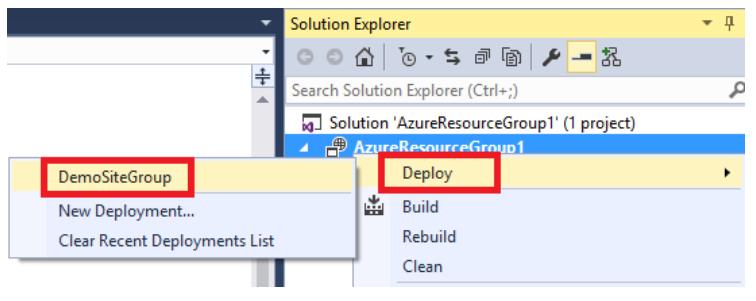 Solution Explorer
Search Solution Explorer (Ctrl+;)
Solution 'AzureResourceGroup1' (1 project)
AzureResourceGroup1
Deploy
Build
Rebuild
Clean
DemoSiteGroup
New Deployment...
Clear Recent Deployments List